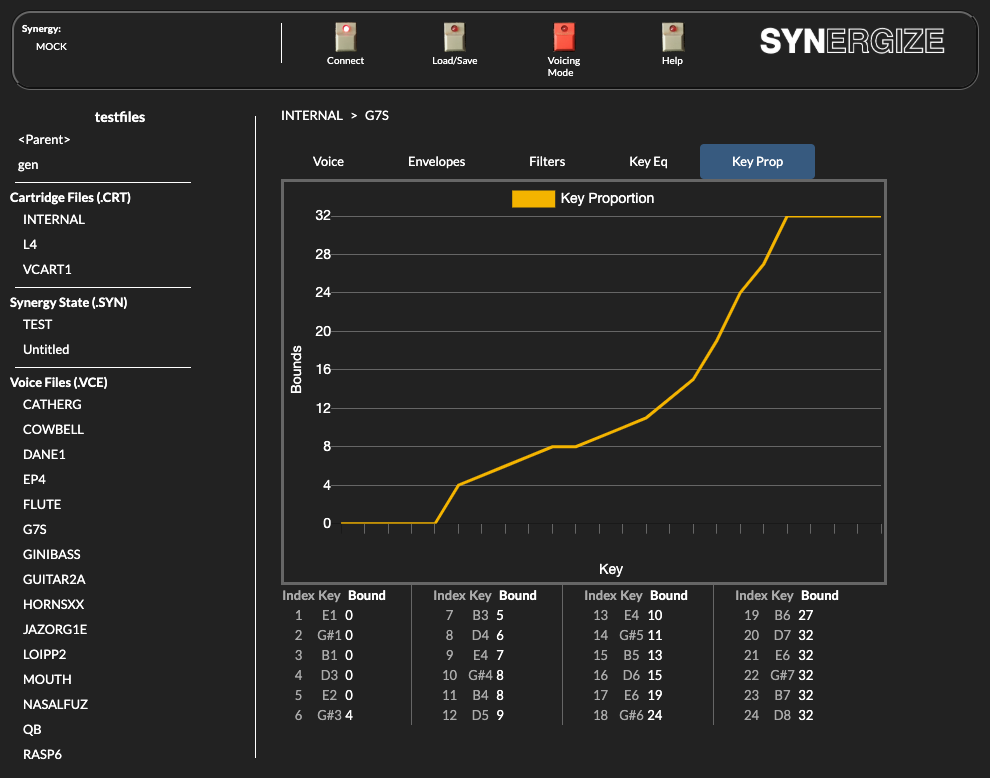 Synergy:
MOCK
Connect
Load/Save
Voicing
Mode
Help
SYNERGIZE
testfiles
<Parent>
gen
Cartridge Files (.CRT)
INTERNAL
L4
VCART1
Synergy State (.SYN)
TEST
Untitled
Voice Files (.VCE)
CATHERG
COWBELL
DANE1
EP4
FLUTE
G7S
GINIBASS
GUITAR2A
HORNSXX
JAZORG1E
LOIPP2
MOUTH
NASALFUZ
QB
RASP6
INTERNAL > G7S
Voice Envelopes Filters Key Eq Key Prop
Key Proportion
32
28
24
20
16
12
8
4
0
Bounds
Key
Index Key Bound
1 E1 0
2 G#1 0
3 B1 0
4 D3 0
5 E2 0
6 G#3 4
Index Key Bound
7 B3 5
8 D4 6
9 E4 7
10 G#4 8
11 B4 8
12 D5 9
Index Key Bound
13 E4 10
14 G#5 11
15 B5 13
16 D6 15
17 E6 19
18 G#6 24
Index Key Bound
19 B6 27
20 D7 32
21 E6 32
22 G#7 32
23 B7 32
24 D8 32